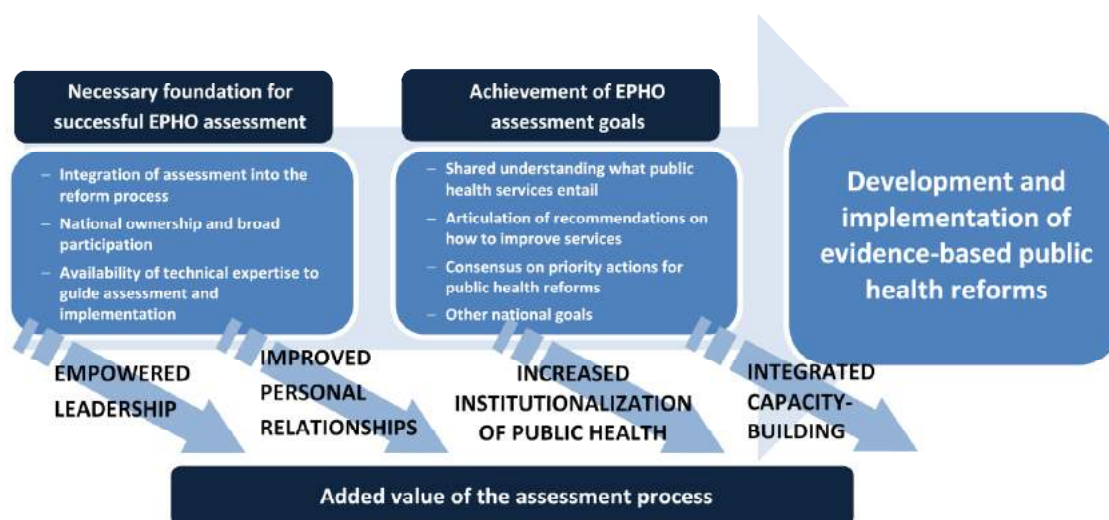 Necessary foundation for
successful EPHO assessment
– Integration of assessment into the
reform process
– National ownership and broad
participation
– Availability of technical expertise to
guide assessment and
implementation
Achievement of EPHO
assessment goals
– Shared understanding what public
health services entail
– Articulation of recommendations on
how to improve services
– Consensus on priority actions for
public health reforms
– Other national goals
Development and
implementation of
evidence-based public
health reforms
EMPOWERED
LEADERSHIP
IMPROVED
PERSONAL
RELATIONSHIPS
INCREASED
INSTITUTIONALIZATION
OF PUBLIC HEALTH
INTEGRATED
CAPACITY-
BUILDING
Added value of the assessment process